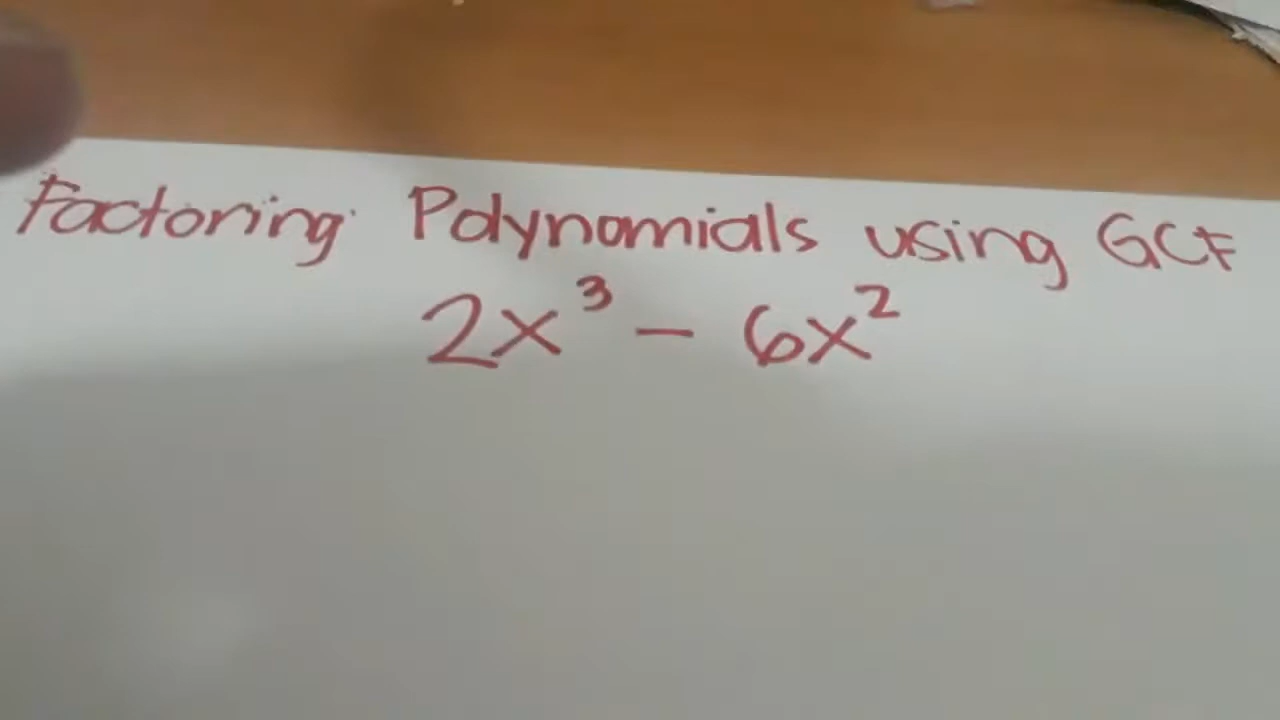 Factoring Polynomials using GCF
2x³ - 6x²